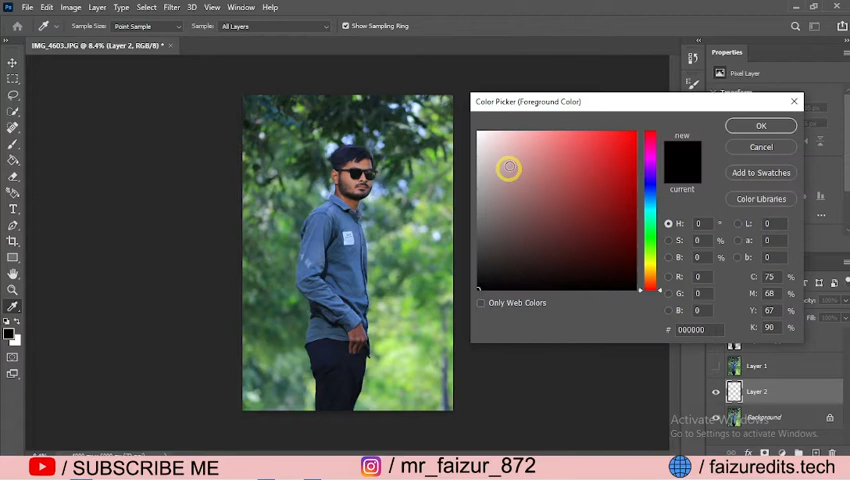 Ps File Edit Image Layer Type Select Filter 3D View Window Help
Sample Size: Point Sample Sample: All Layers Show Sampling Ring
IMG_4603.JPG @ 8.4% (Layer 2, RGB/8) * ×
Properties
Pixel Layer
Color Picker (Foreground Color)
new
current
OK
Cancel
Add to Swatches
Color Libraries
H: 0 °
S: 0 %
B: 0 %
R: 0
G: 0
B: 0
L: 0
a: 0
b: 0
C: 75 %
M: 68 %
Y: 67 %
K: 90 %
# 000000
Only Web Colors
Layer 1
Layer 2
Background
Activate Windows
Go to Settings to activate Windows.
/ SUBSCRIBE ME
/ mr_faizur_872
/ faizuredits.tech